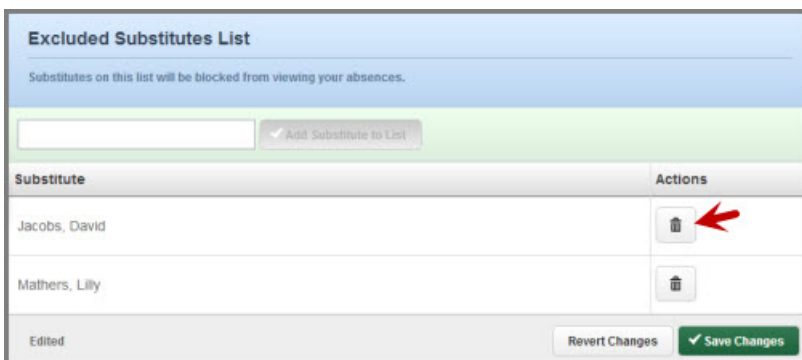 Excluded Substitutes List
Substitutes on this list will be blocked from viewing your absences.
Add Substitute to List
Substitute Actions
Jacobs, David
Mathers, Lilly
Edited Revert Changes Save Changes